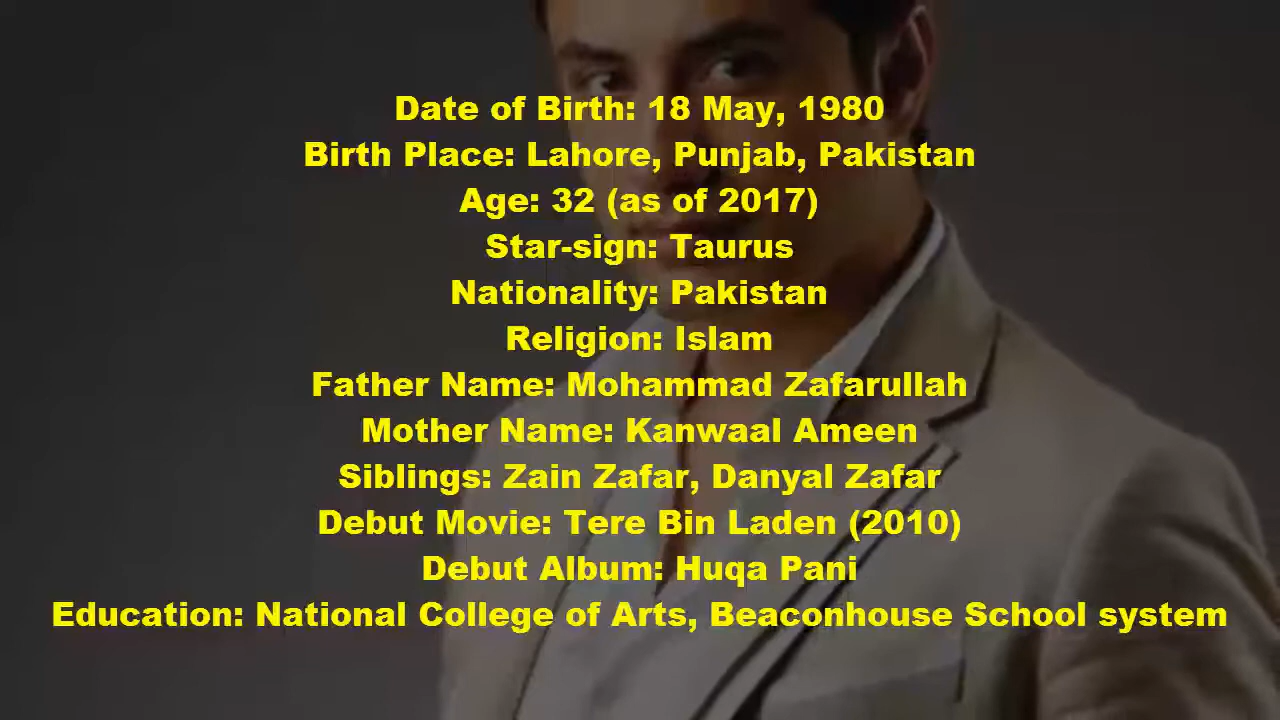 Date of Birth: 18 May, 1980
Birth Place: Lahore, Punjab, Pakistan
Age: 32 (as of 2017)
Star-sign: Taurus
Nationality: Pakistan
Religion: Islam
Father Name: Mohammad Zafarullah
Mother Name: Kanwaal Ameen
Siblings: Zain Zafar, Danyal Zafar
Debut Movie: Tere Bin Laden (2010)
Debut Album: Huqa Pani
Education: National College of Arts, Beaconhouse School system